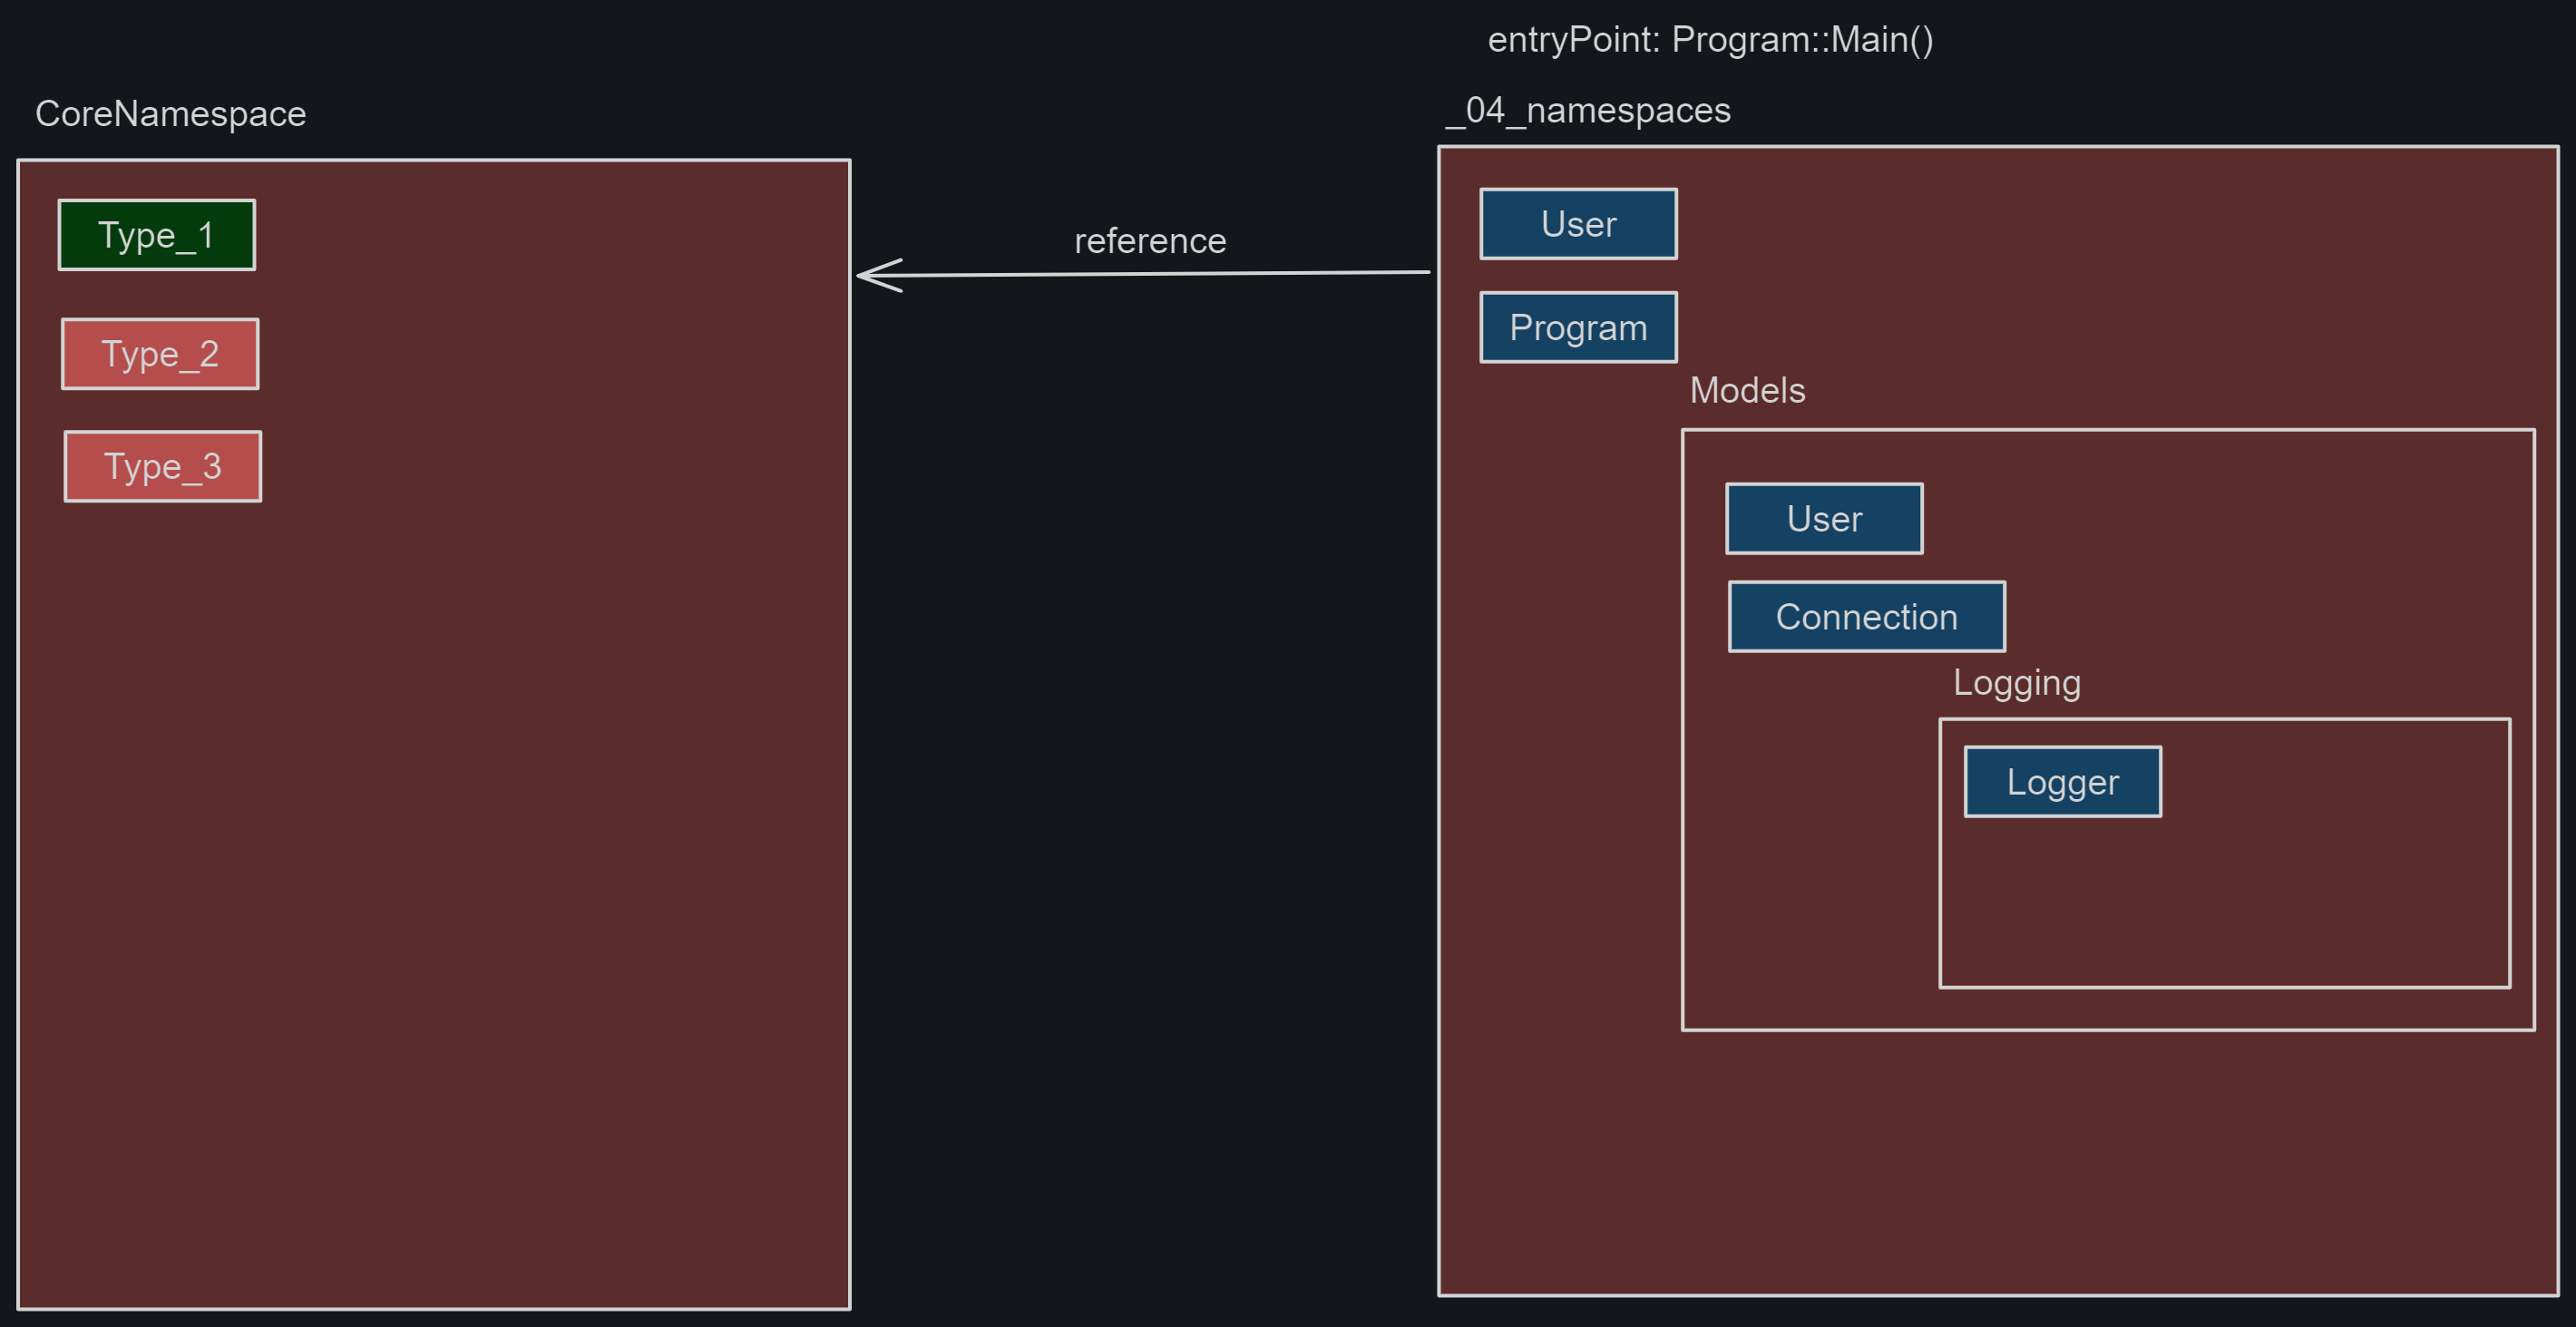 entryPoint: Program::Main()
CoreNamespace
_04_namespaces
Type_1
Type_2
Type_3
reference
User
Program
Models
User
Connection
Logging
Logger